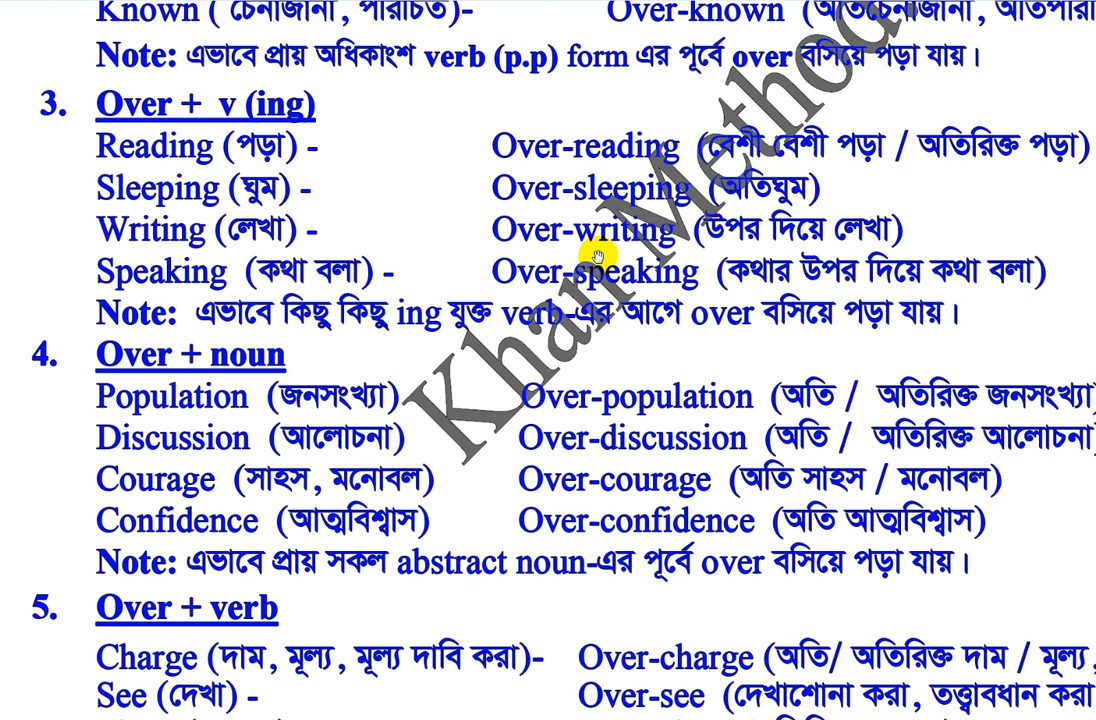 Known ( চেনাজানা, পরিচিত)- Over-known (অতিচেনাজানা,
Note: এভাবে প্রায় অধিকাংশ verb (p.p) form এর পূর্বে over বসিয়ে পড়া যায়।
3. Over + v (ing)
Reading (পড়া) - Over-reading (বেশী বেশী পড়া / অতিরিক্ত পড়া)
Sleeping (ঘুম) - Over-sleeping (অতিঘুম)
Writing (লেখা) - Over-writing (উপর দিয়ে লেখা)
Speaking (কথা বলা) - Over-speaking (কথার উপর দিয়ে কথা বলা)
Note: এভাবে কিছু কিছু ing যুক্ত verb-এর আগে over বসিয়ে পড়া যায়।
4. Over + noun
Population (জনসংখ্যা) Over-population (অতি / অতিরিক্ত জনসংখ্যা)
Discussion (আলোচনা) Over-discussion (অতি / অতিরিক্ত আলোচনা)
Courage (সাহস, মনোবল) Over-courage (অতি সাহস / মনোবল)
Confidence (আত্মবিশ্বাস) Over-confidence (অতি আত্মবিশ্বাস)
Note: এভাবে প্রায় সকল abstract noun-এর পূর্বে over বসিয়ে পড়া যায়।
5. Over + verb
Charge (দাম, মূল্য, মূল্য দাবি করা)- Over-charge (অতি/ অতিরিক্ত দাম / মূল্য,
See (দেখা) - Over-see (দেখাশোনা করা, তত্ত্বাবধান করা
Khan Method